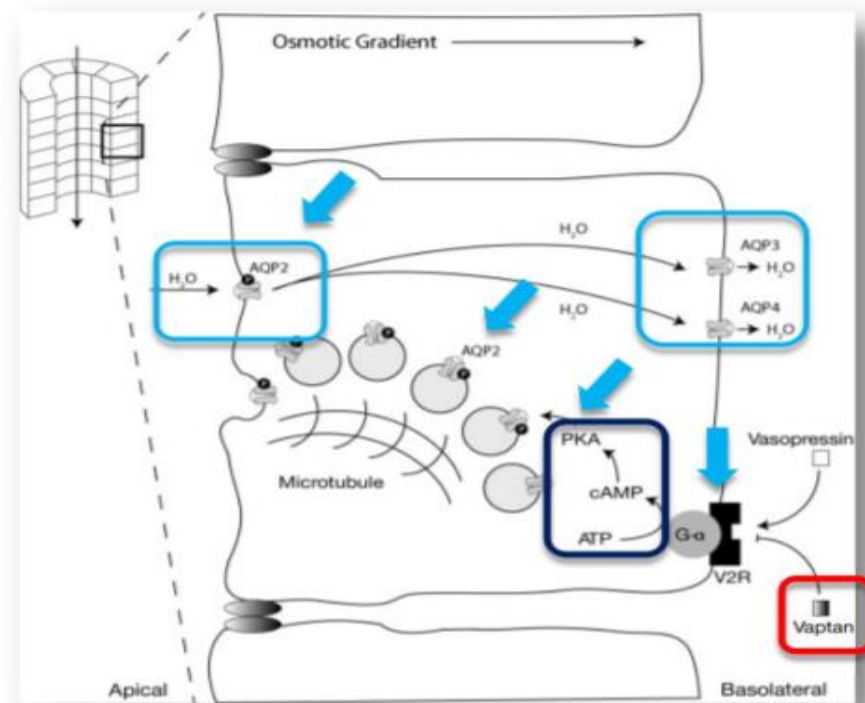 Osmotic Gradient
H₂O
AQP2
H₂O
AQP3
H₂O
H₂O
AQP4
H₂O
P
P
P
AQP2
P
P
P
PKA
cAMP
ATP
G-α
V2R
Microtubule
Vasopressin
Vaptan
Apical
Basolateral